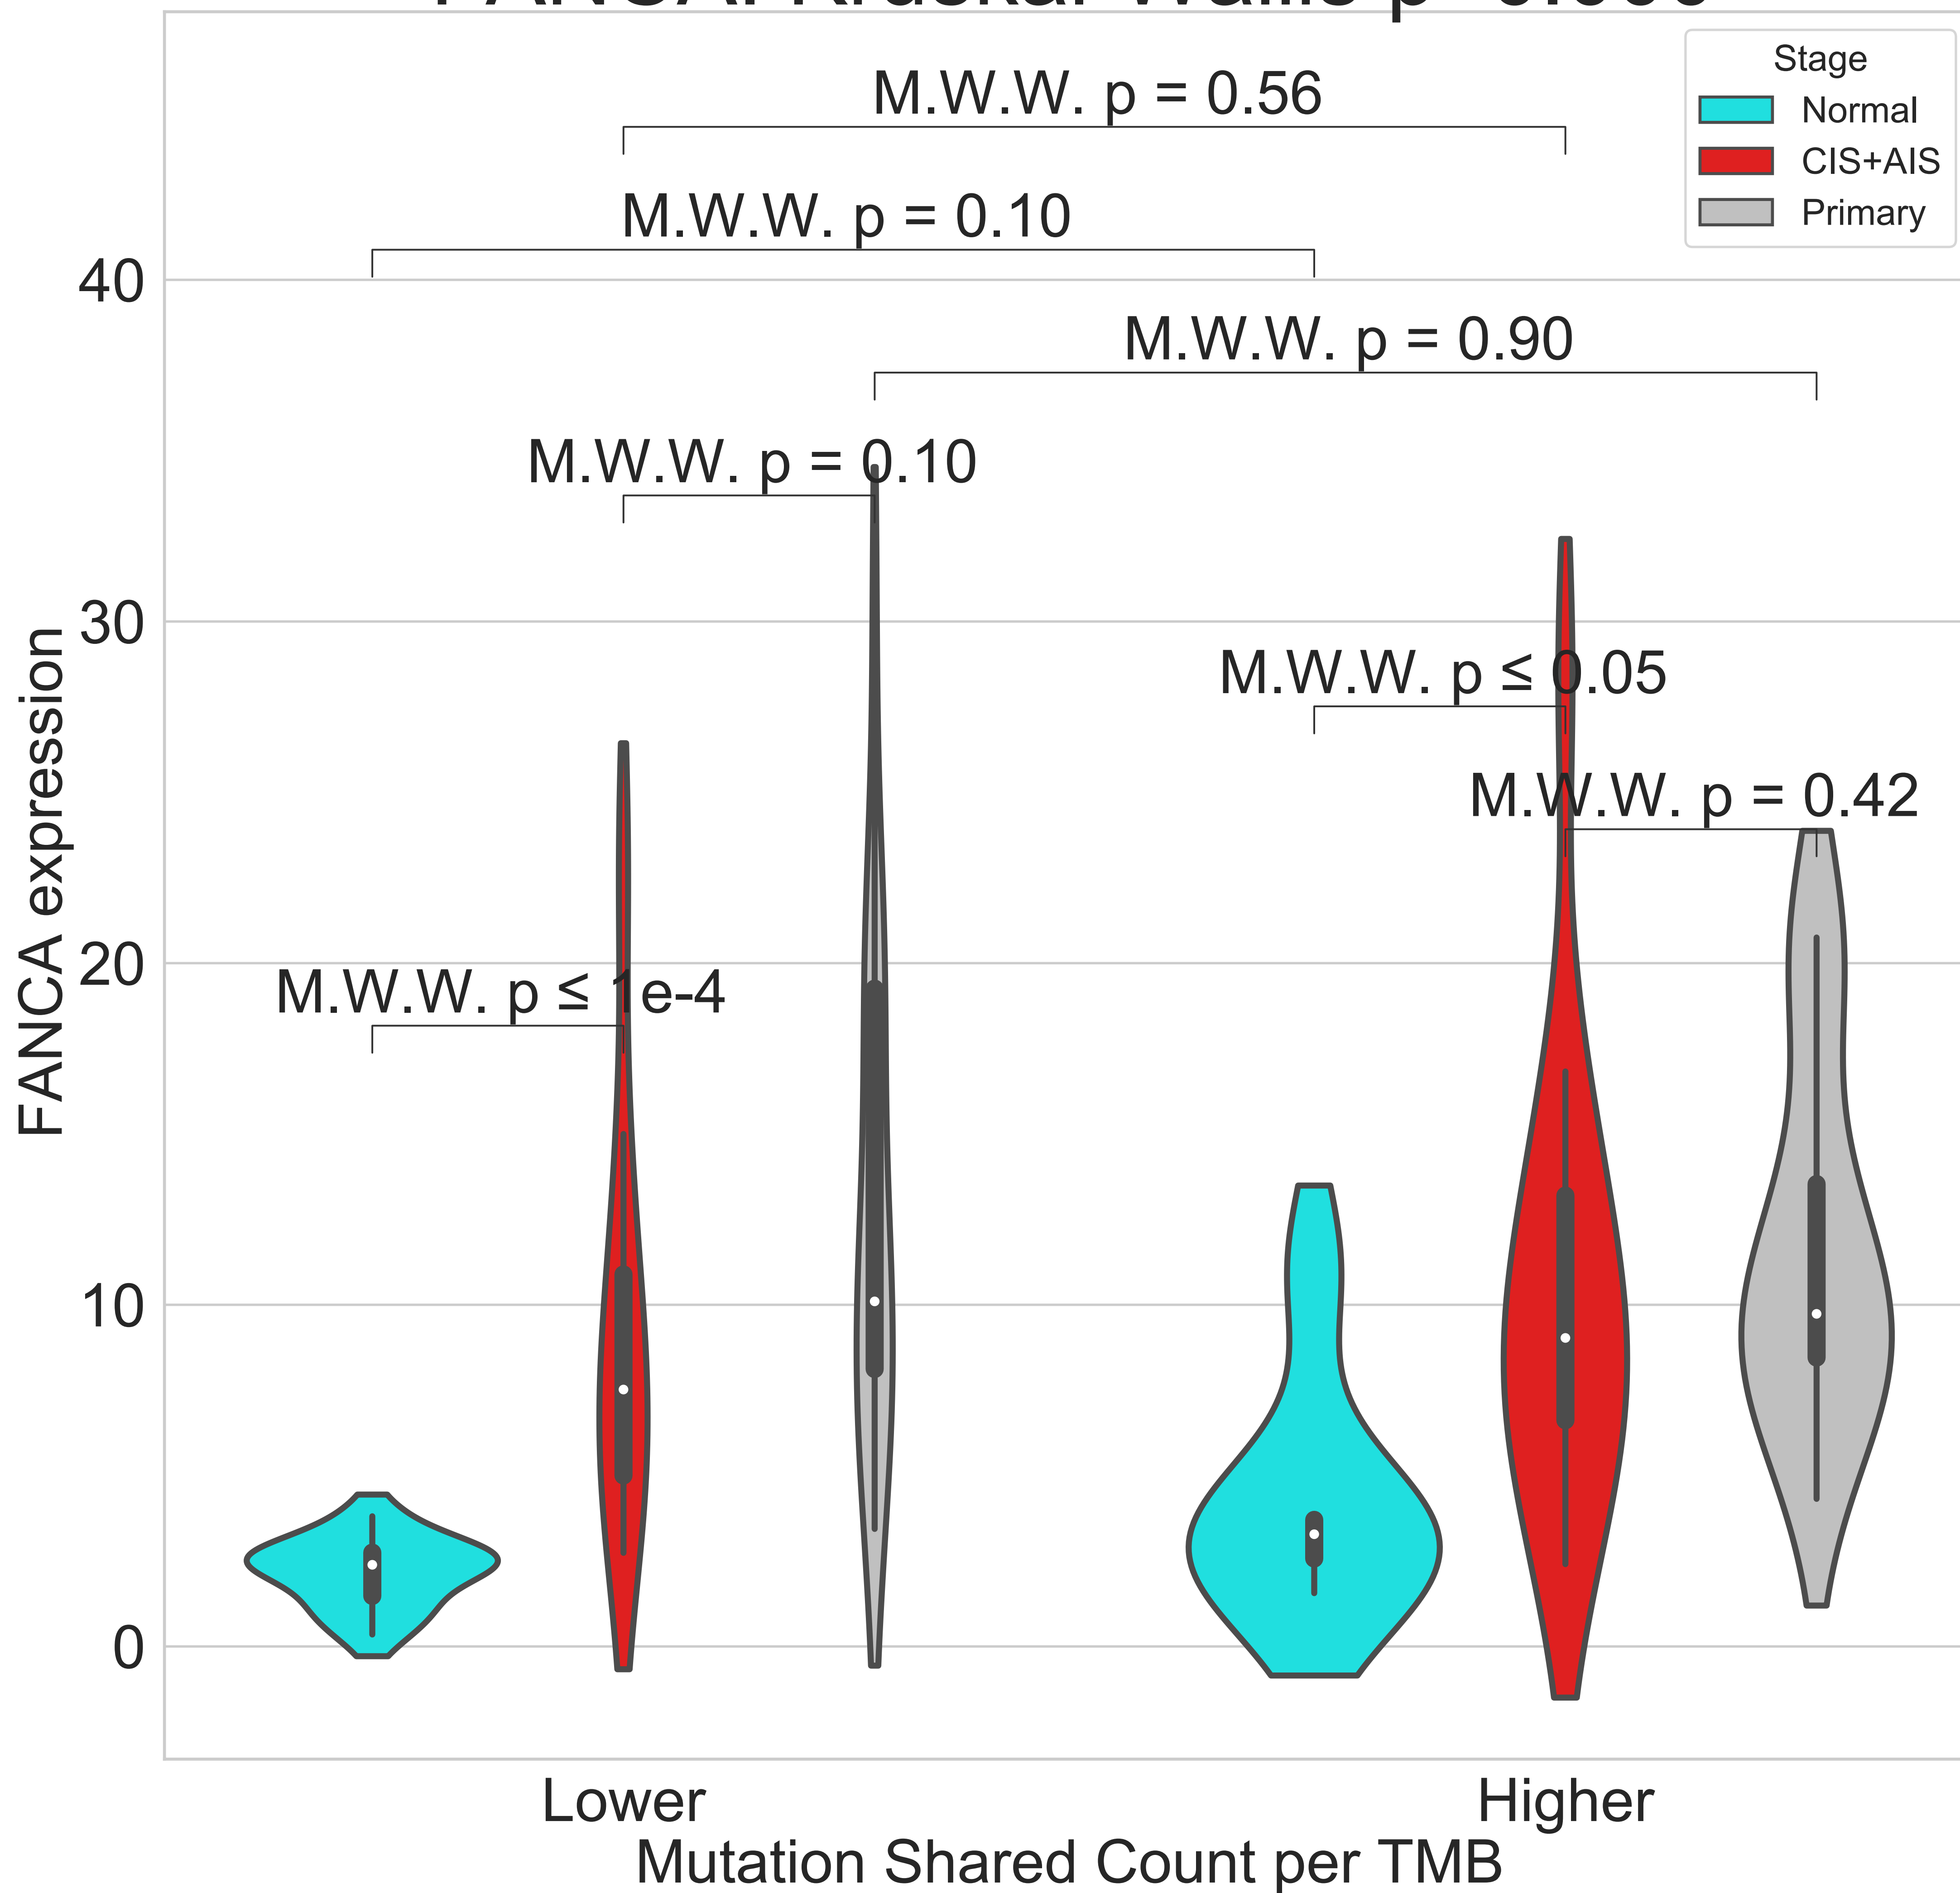 Stage
Normal
CIS+AIS
Primary
M.W.W. p = 0.56
M.W.W. p = 0.10
M.W.W. p = 0.90
M.W.W. p = 0.10
M.W.W. p ≤ 0.05
M.W.W. p = 0.42
M.W.W. p ≤ 1e-4
FANCA expression
40
30
20
10
0
Lower
Higher
Mutation Shared Count per TMB